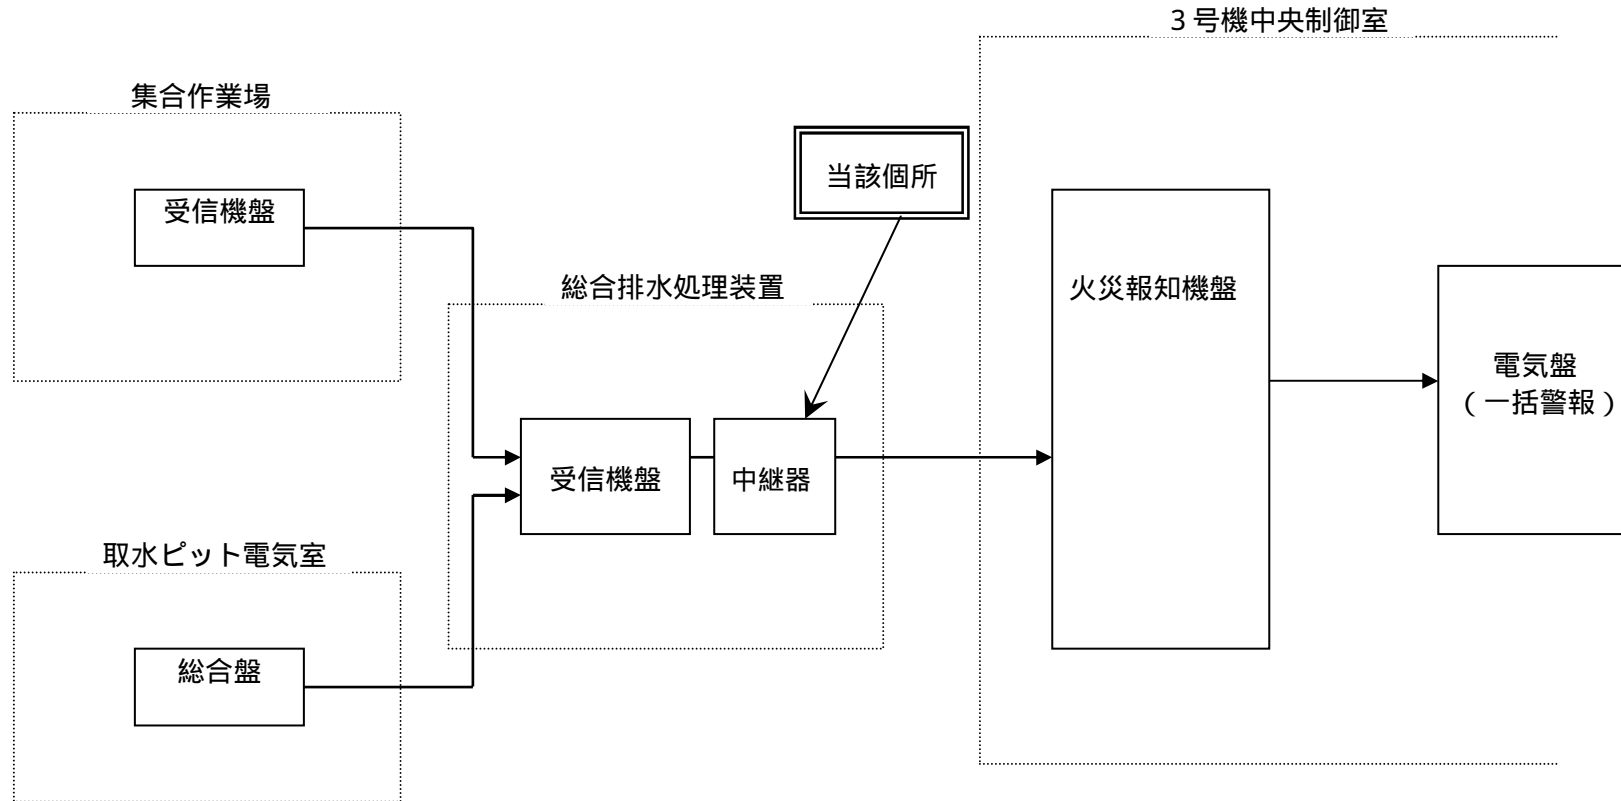 3号機中央制御室
集合作業場
当該個所
受信機盤
総合排水処理装置
火災報知機盤
電気盤
(一括警報)
受信機盤
中継器
取水ピット電気室
総合盤